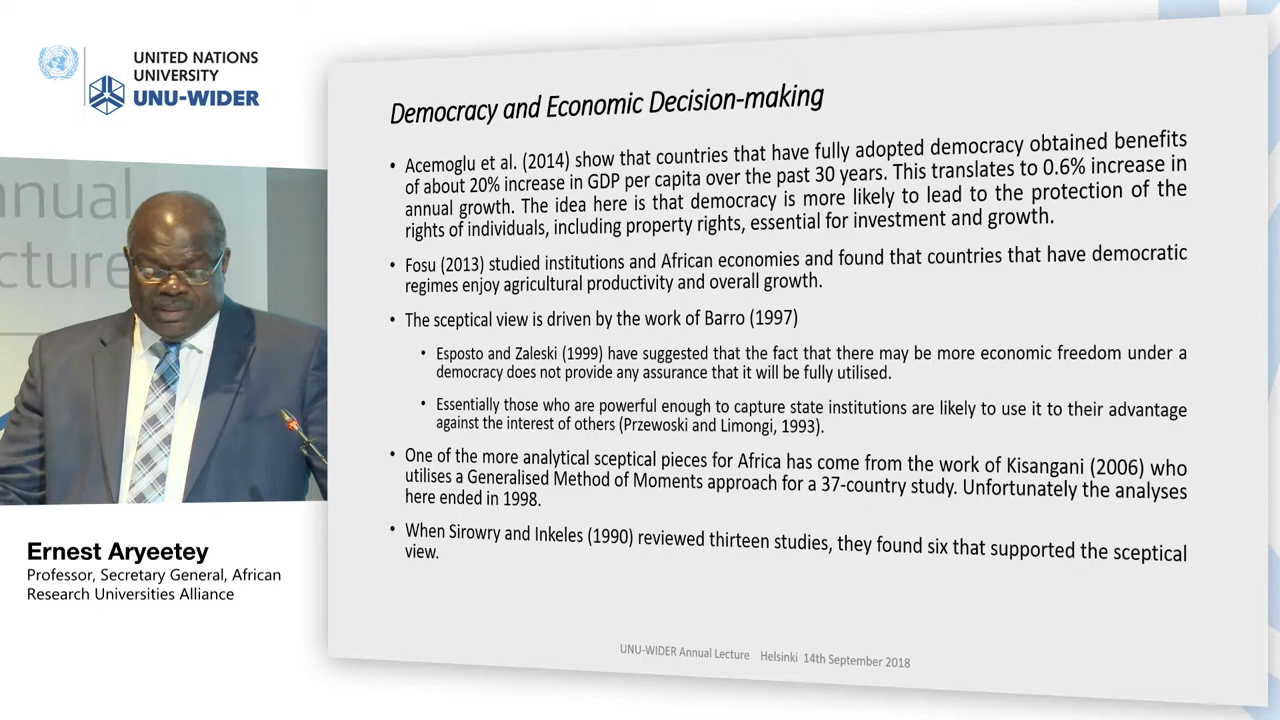 UNITED NATIONS
UNIVERSITY
UNU-WIDER
nnual
cture
Ernest Aryeetey
Professor, Secretary General, African
Research Universities Alliance
Democracy and Economic Decision-making
• Acemoglu et al. (2014) show that countries that have fully adopted democracy obtained benefits
of about 20% increase in GDP per capita over the past 30 years. This translates to 0.6% increase in
annual growth. The idea here is that democracy is more likely to lead to the protection of the
rights of individuals, including property rights, essential for investment and growth.
• Fosu (2013) studied institutions and African economies and found that countries that have democratic
regimes enjoy agricultural productivity and overall growth.
• The sceptical view is driven by the work of Barro (1997)
• Esposto and Zaleski (1999) have suggested that the fact that there may be more economic freedom under a
democracy does not provide any assurance that it will be fully utilised.
• Essentially those who are powerful enough to capture state institutions are likely to use it to their advantage
against the interest of others (Przewoski and Limongi, 1993).
• One of the more analytical sceptical pieces for Africa has come from the work of Kisangani (2006) who
utilises a Generalised Method of Moments approach for a 37-country study. Unfortunately the analyses
here ended in 1998.
• When Sirowry and Inkeles (1990) reviewed thirteen studies, they found six that supported the sceptical
view.
UNU-WIDER Annual Lecture Helsinki 14th September 2018